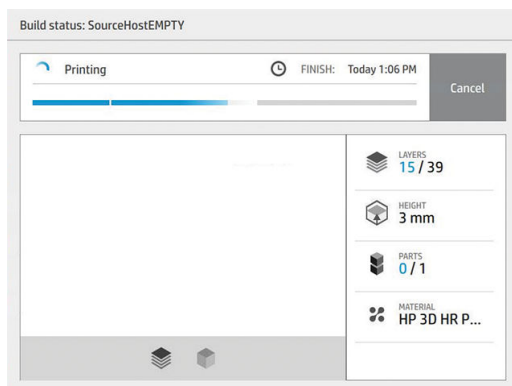 Build status: SourceHostEMPTY
Printing
FINISH: Today 1:06 PM
Cancel
LAYERS
15 / 39
HEIGHT
3 mm
PARTS
0 / 1
MATERIAL
HP 3D HR P...